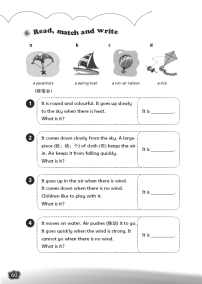 Read, match and write
a b c d
a parachute a sailing boat a hot-air balloon a kite
(降落伞)
1 It is round and colourful. It goes up slowly
to the sky when there is heat.
What is it?
It is
2 It comes down slowly from the sky. A large
piece (张；块；个) of cloth (布) keeps the air
in. Air keeps it from falling quickly.
What is it?
It is
3 It goes up in the air when there is wind.
It comes down when there is no wind.
Children like to play with it.
What is it?
It is
4 It moves on water. Air pushes (推动) it to go.
It goes quickly when the wind is strong. It
cannot go when there is no wind.
What is it?
It is
60